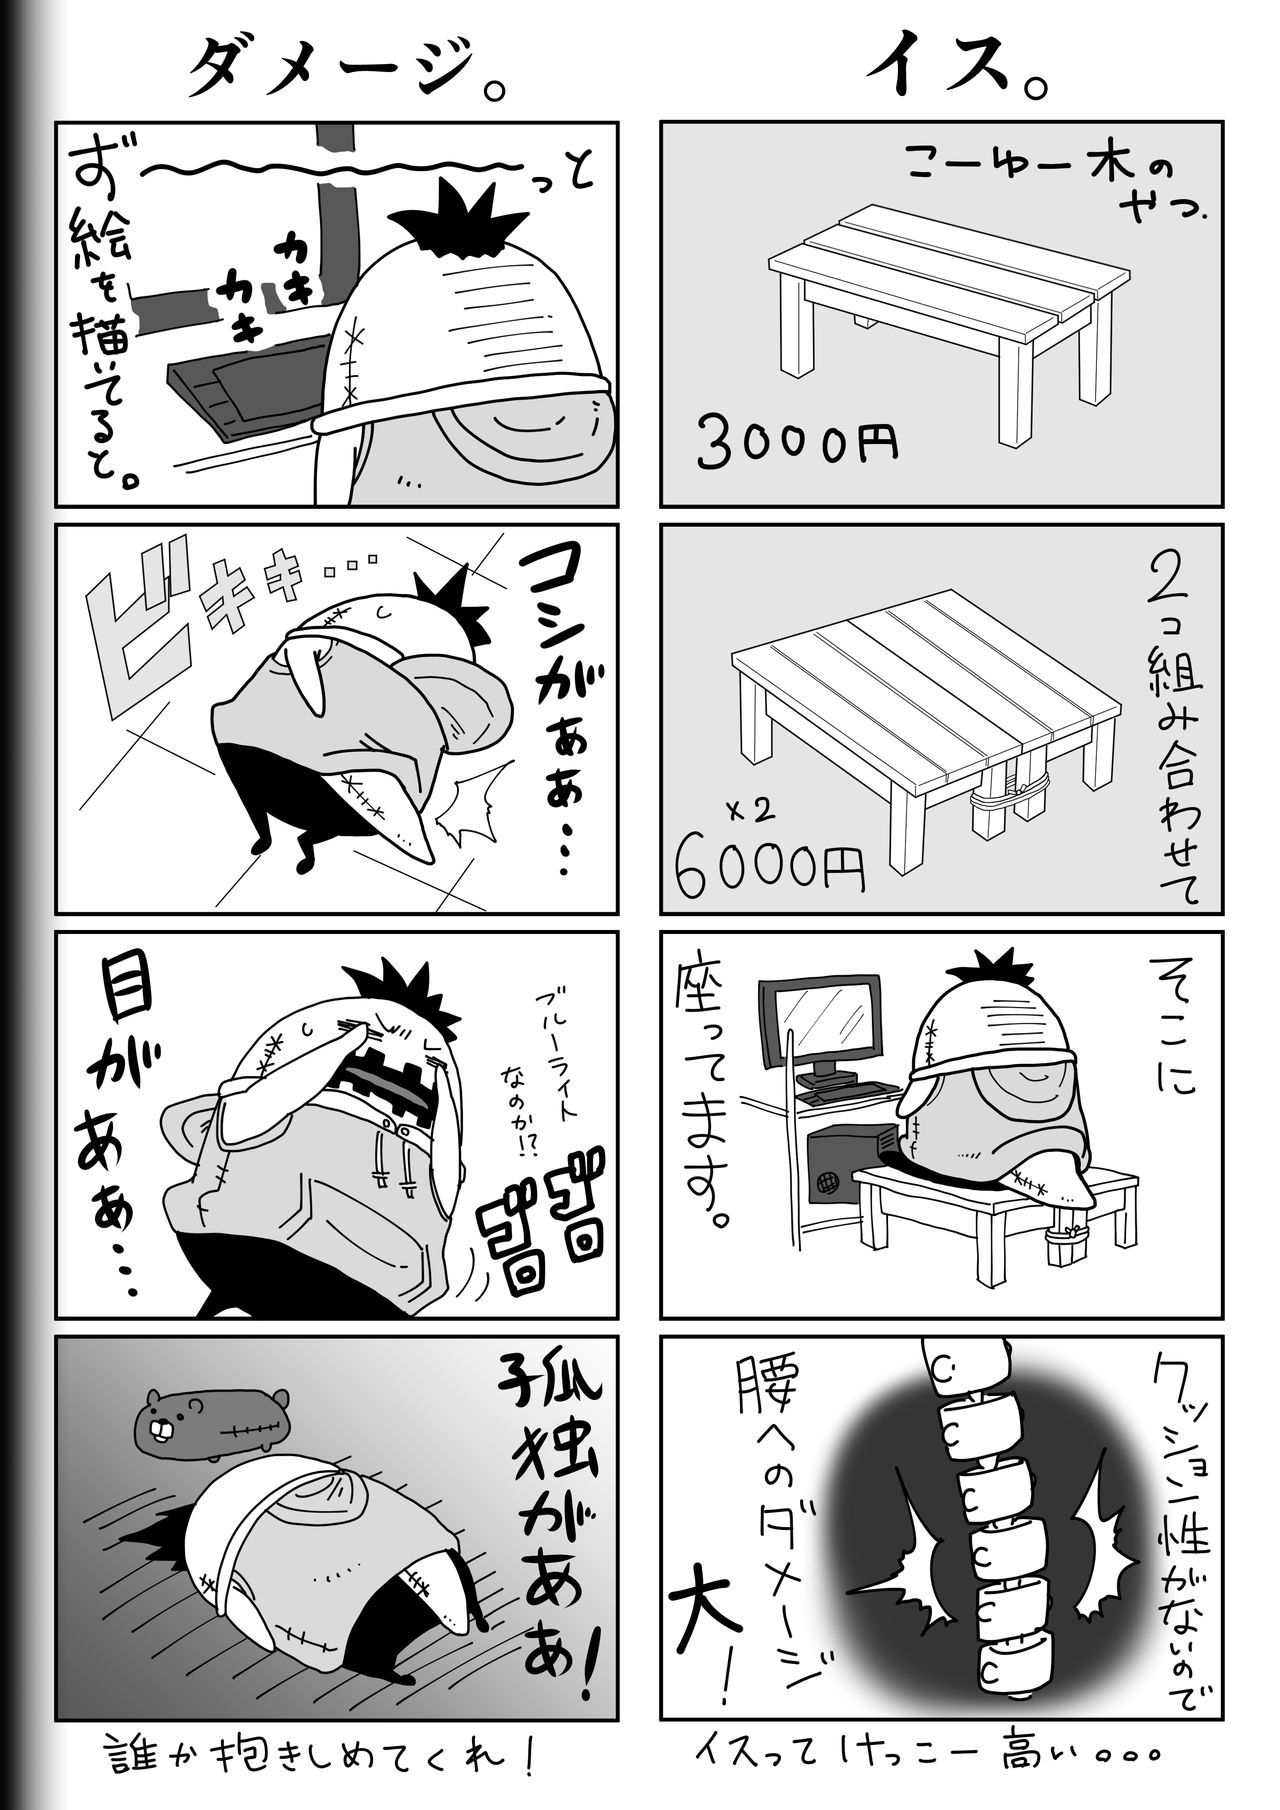 イス。
こーゆー木の
やつ.
3000円
2コ組み合わせて
×2
6000円
そこに
座ってます。
クッション性がないので
腰へのダメージ
大!
イスってけっこー高い。。。
ダメージ。
ず〜〜〜っと
絵を描いてると。
カキ
カキ
コシがぁぁ…
ビキキ…
ブルーライト
なのか!?
ゴロ
ゴロ
目が
あぁ…
孤独がああ!
誰か抱きしめてくれ!